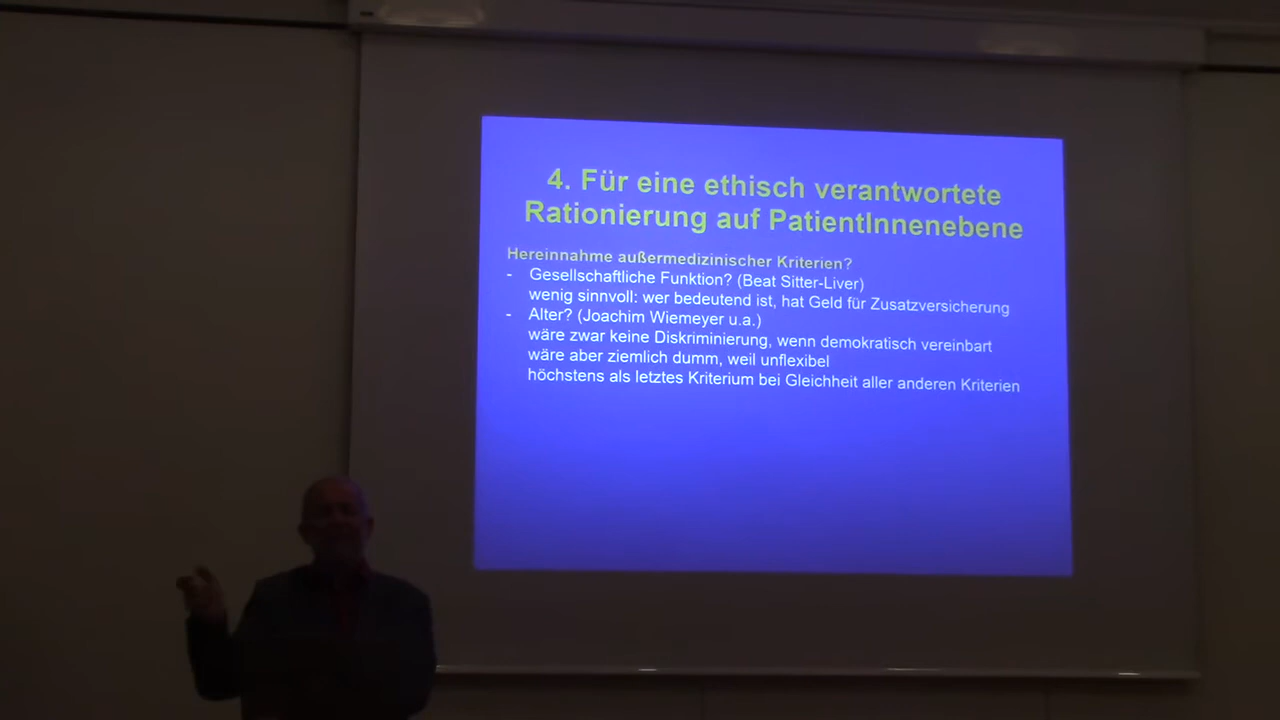 4. Für eine ethisch verantwortete
Rationierung auf PatientInnenebene
Hereinnahme außermedizinischer Kriterien?
- Gesellschaftliche Funktion? (Beat Sitter-Liver)
wenig sinnvoll: wer bedeutend ist, hat Geld für Zusatzversicherung
- Alter? (Joachim Wiemeyer u.a.)
wäre zwar keine Diskriminierung, wenn demokratisch vereinbart
wäre aber ziemlich dumm, weil unflexibel
höchstens als letztes Kriterium bei Gleichheit aller anderen Kriterien